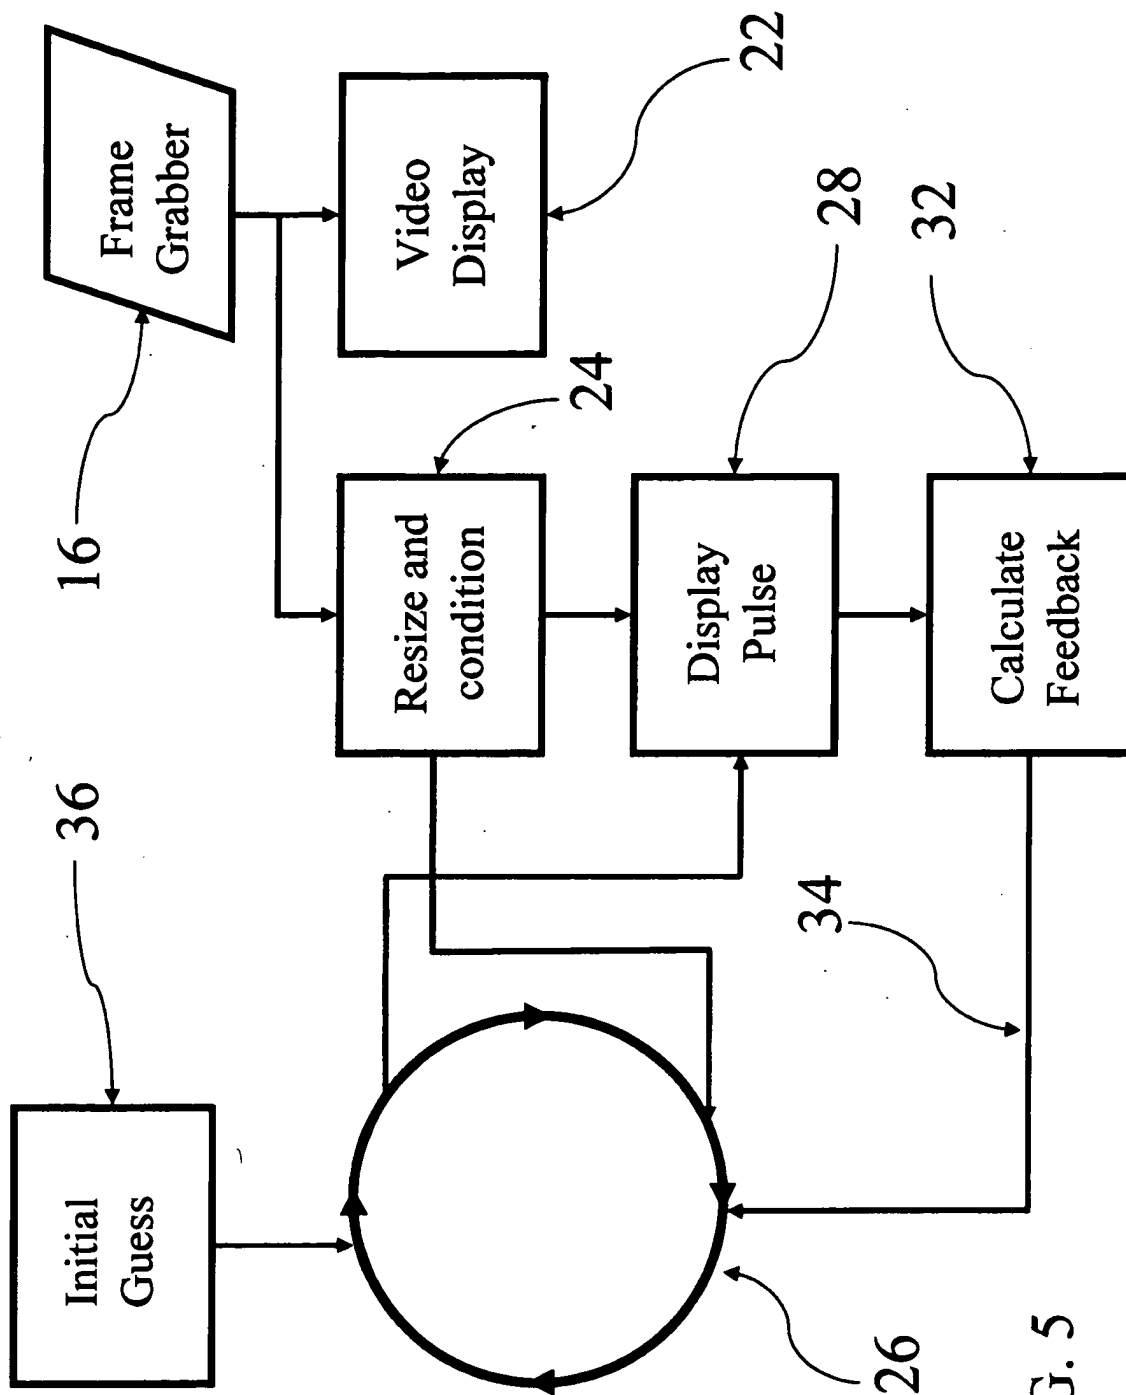 Initial
Guess
36
16
Frame
Grabber
Video
Display
22
Resize and
condition
24
Display
Pulse
28
Calculate
Feedback
32
34
26
G. 5